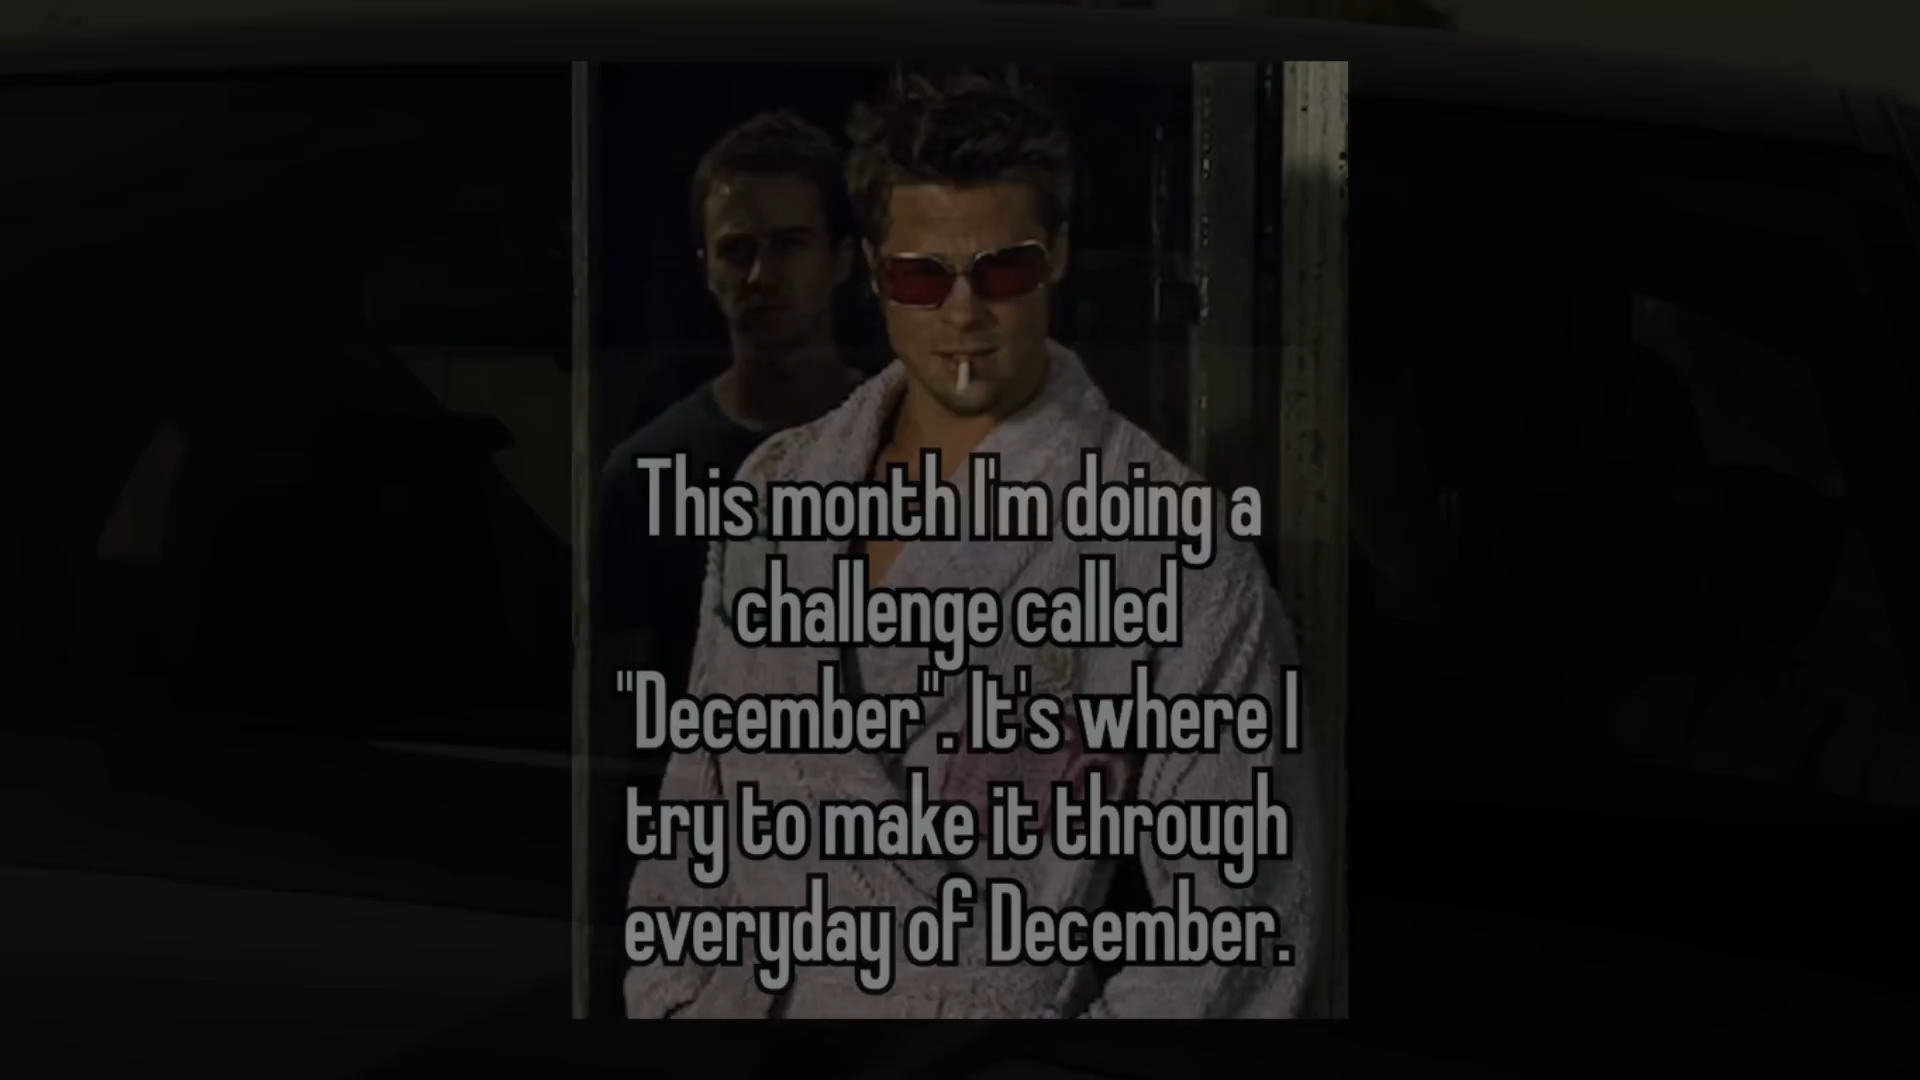 This month I'm doing a
challenge called
"December". It's where I
try to make it through
everyday of December.